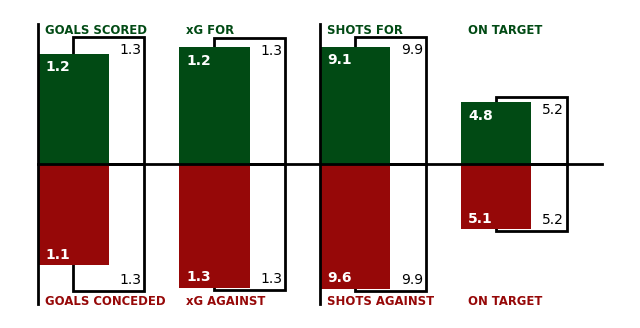 GOALS SCORED xG FOR SHOTS FOR ON TARGET
1.2 1.3 1.2 1.3 9.1 9.9 4.8 5.2
1.1 1.3 1.3 1.3 9.6 9.9 5.1 5.2
GOALS CONCEDED xG AGAINST SHOTS AGAINST ON TARGET